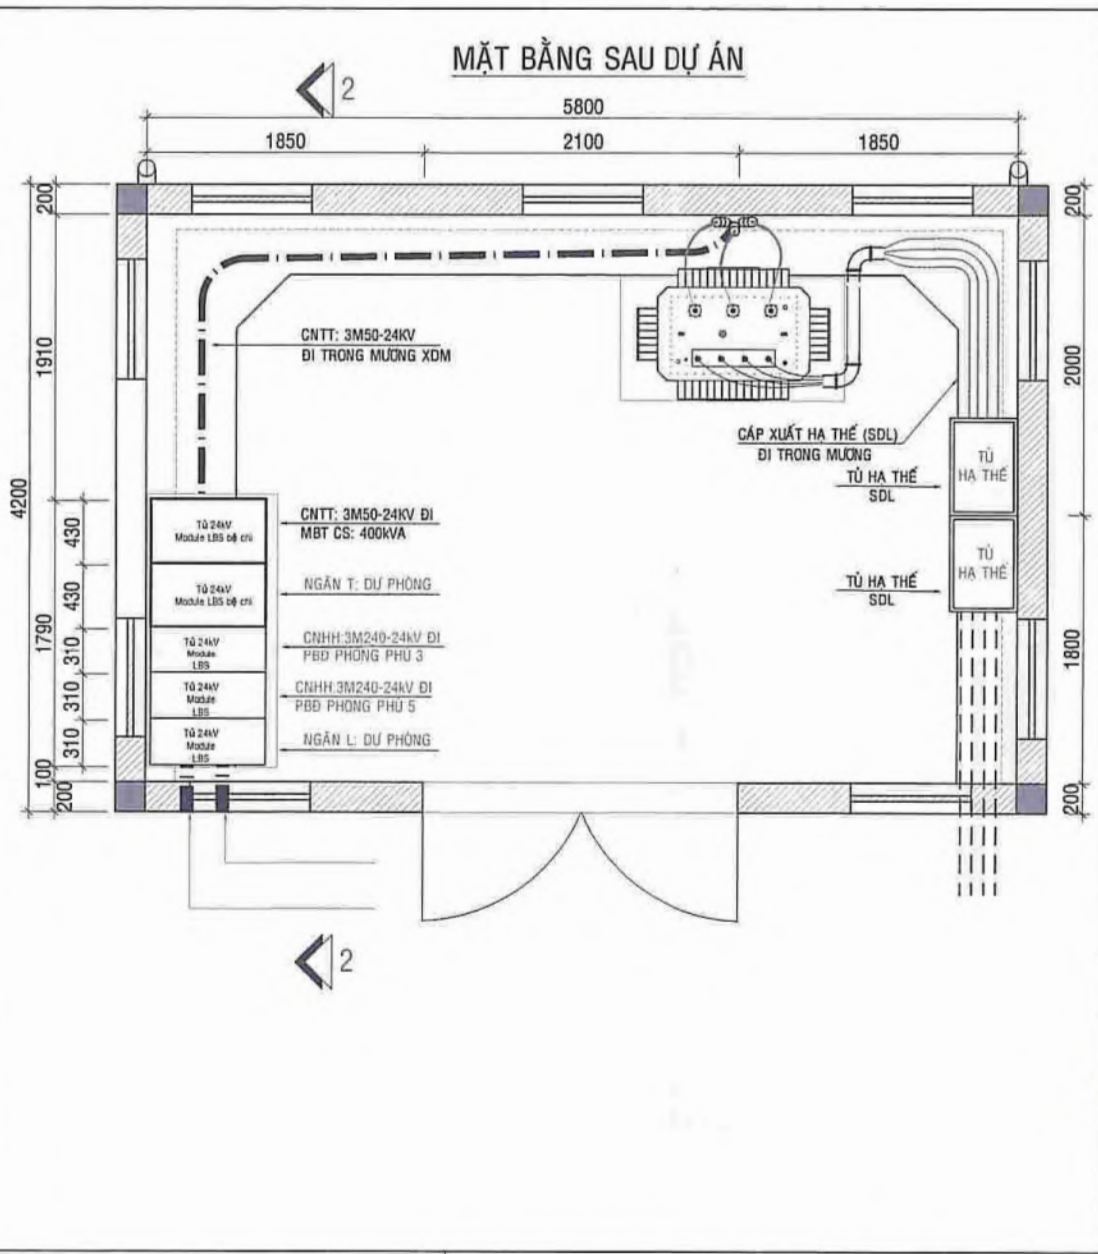 MẶT BẰNG SAU DỰ ÁN
2
5800
1850
2100
1850
200
200
1910
2000
CNTT: 3M50-24KV
ĐI TRONG MƯƠNG XDM
CÁP XUẤT HẠ THẾ (SDL)
ĐI TRONG MƯƠNG
TỦ
HẠ THẾ
TỦ HẠ THẾ
SDL
4200
430
Tủ 24kV
Module LBS bệ chì
CNTT: 3M50-24KV ĐI
MBT CS: 400kVA
TỦ
HẠ THẾ
TỦ HẠ THẾ
SDL
430
Tủ 24kV
Module LBS bệ chì
NGĂN T: DỰ PHÒNG
1790
310
Tủ 24kV
Module
LBS
CNHH:3M240-24kV ĐI
PBĐ PHONG PHÚ 3
1800
310
Tủ 24kV
Module
LBS
CNHH:3M240-24kV ĐI
PBĐ PHONG PHÚ 5
310
Tủ 24kV
Module
LBS
NGĂN L: DỰ PHÒNG
100
200
200
2